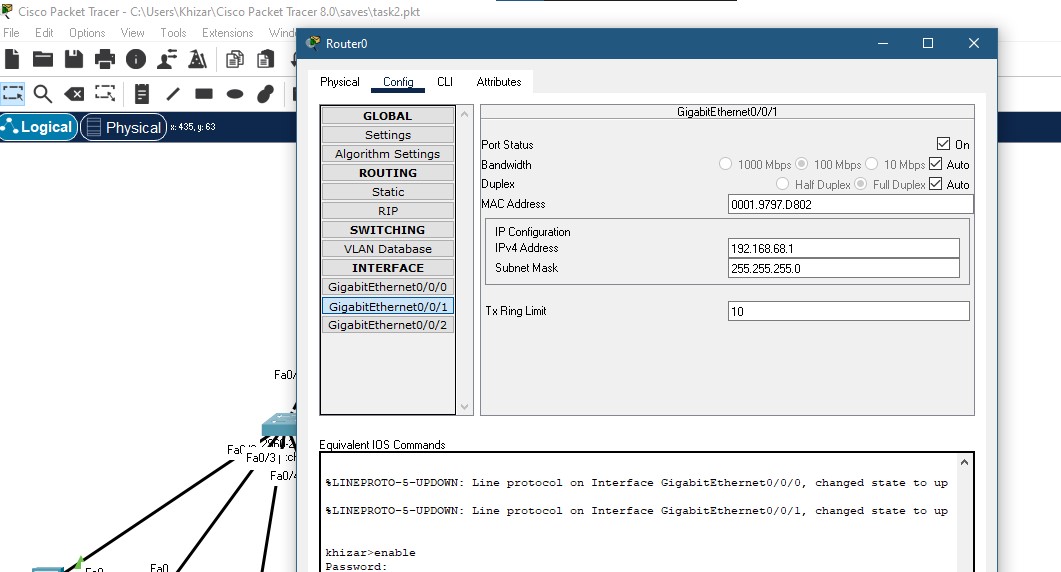 Cisco Packet Tracer - C:\Users\Khizar\Cisco Packet Tracer 8.0\saves\task2.pkt
File Edit Options View Tools Extensions
Logical Physical x: 435, y: 63
Router0
Physical Config CLI Attributes
GLOBAL
Settings
Algorithm Settings
ROUTING
Static
RIP
SWITCHING
VLAN Database
INTERFACE
GigabitEthernet0/0/0
GigabitEthernet0/0/1
GigabitEthernet0/0/2
GigabitEthernet0/0/1
Port Status On
Bandwidth 1000 Mbps 100 Mbps 10 Mbps Auto
Duplex Half Duplex Full Duplex Auto
MAC Address 0001.9797.D802
IP Configuration
IPv4 Address 192.168.68.1
Subnet Mask 255.255.255.0
Tx Ring Limit 10
Equivalent IOS Commands
%LINEPROTO-5-UPDOWN: Line protocol on Interface GigabitEthernet0/0/0, changed state to up
%LINEPROTO-5-UPDOWN: Line protocol on Interface GigabitEthernet0/0/1, changed state to up
khizar>enable
Password:
Fa0/
Fa0/3
Fa0/4
Fa0